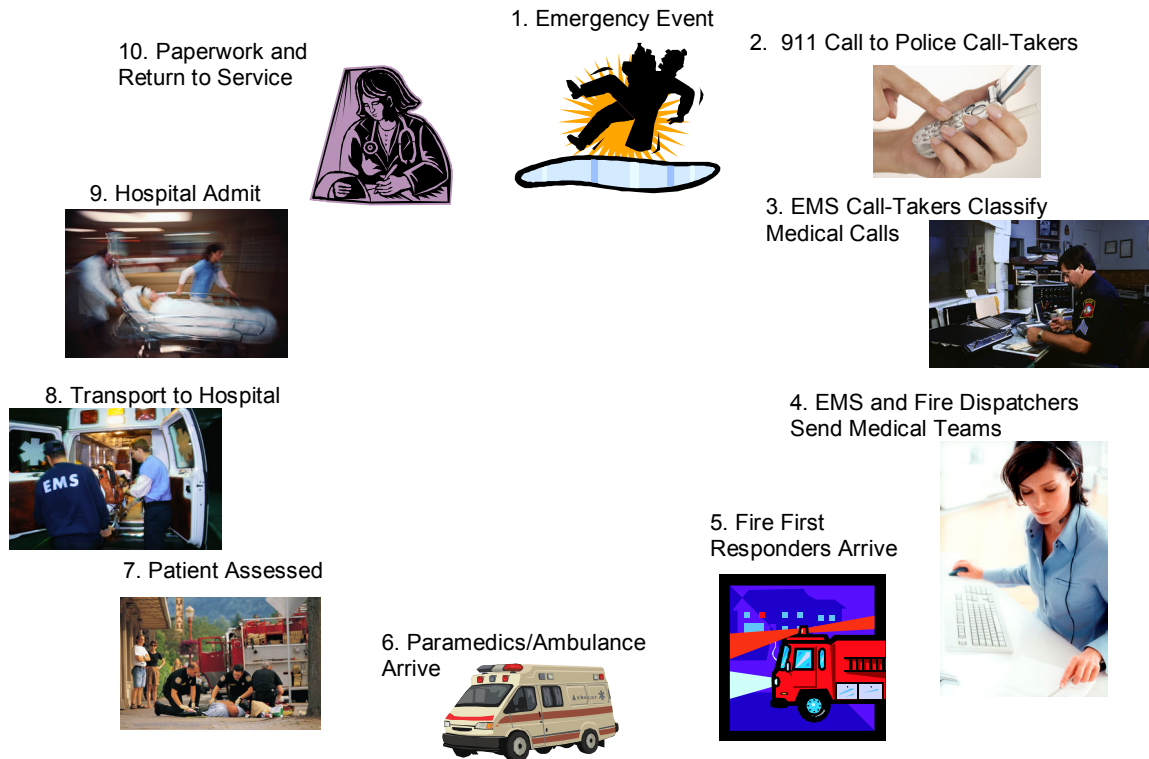 1. Emergency Event
2. 911 Call to Police Call-Takers
3. EMS Call-Takers Classify
Medical Calls
4. EMS and Fire Dispatchers
Send Medical Teams
5. Fire First
Responders Arrive
6. Paramedics/Ambulance
Arrive
7. Patient Assessed
8. Transport to Hospital
EMS
9. Hospital Admit
10. Paperwork and
Return to Service